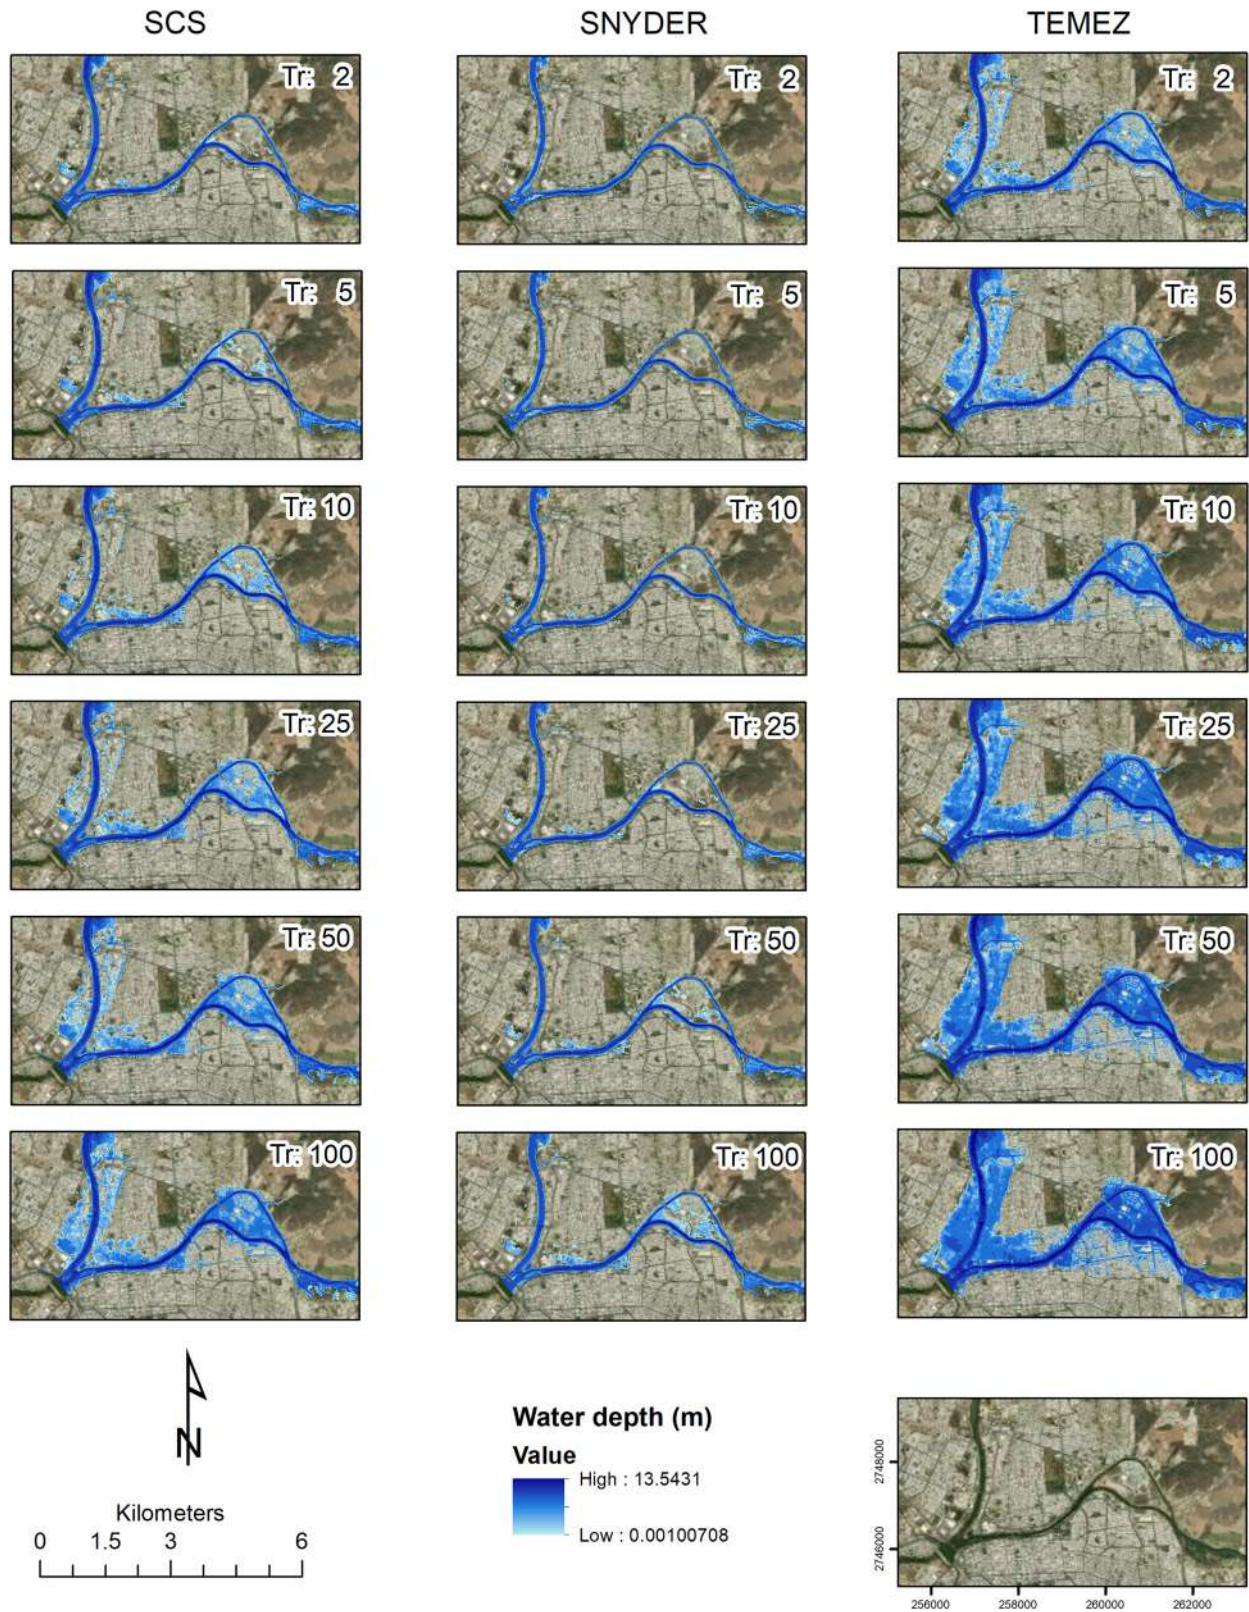 SCS SNYDER TEMEZ
Tr: 2 Tr: 2 Tr: 2
Tr: 5 Tr: 5 Tr: 5
Tr: 10 Tr: 10 Tr: 10
Tr: 25 Tr: 25 Tr: 25
Tr: 50 Tr: 50 Tr: 50
Tr: 100 Tr: 100 Tr: 100
N
Kilometers
0 1.5 3 6
Water depth (m)
Value
High : 13.5431
Low : 0.00100708
2748000
2746000
256000 258000 260000 262000